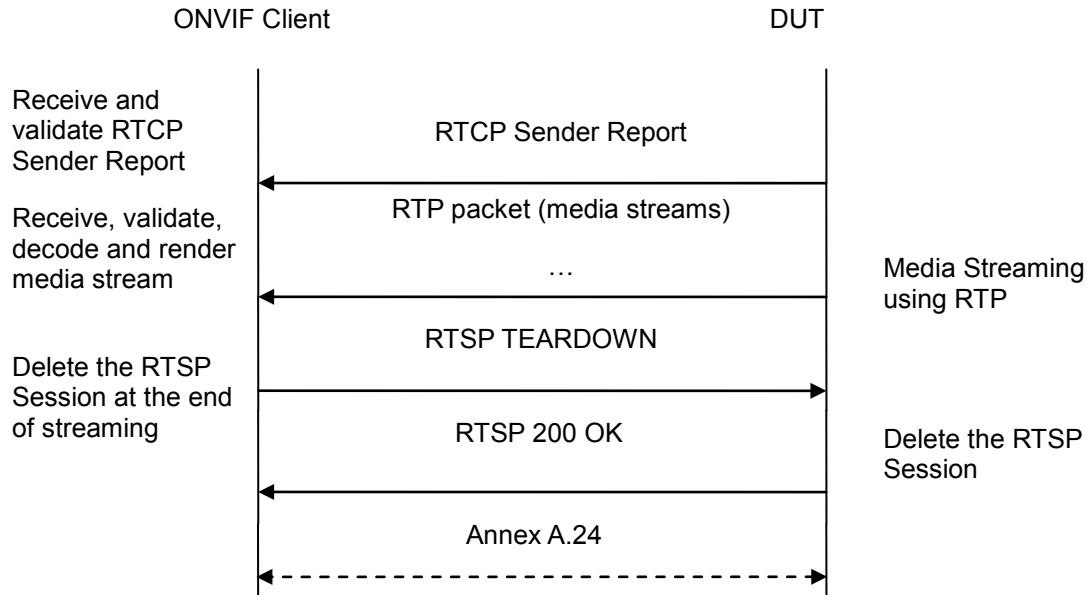 ONVIF Client
DUT
Receive and
validate RTCP
Sender Report
RTCP Sender Report
Receive, validate,
decode and render
media stream
RTP packet (media streams)
…
Media Streaming
using RTP
RTSP TEARDOWN
Delete the RTSP
Session at the end
of streaming
RTSP 200 OK
Delete the RTSP
Session
Annex A.24